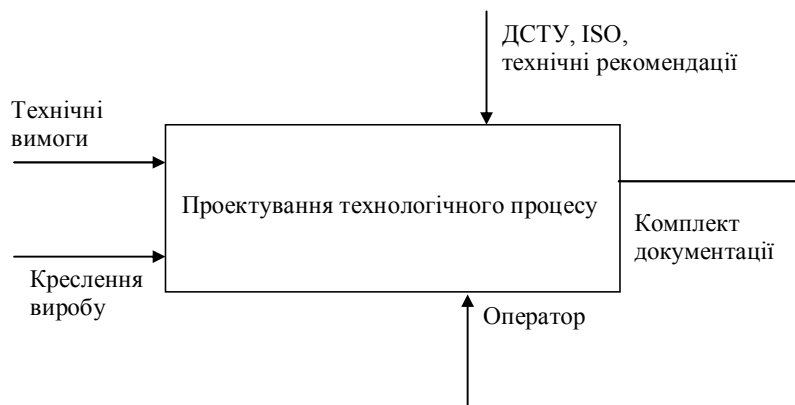 ДСТУ, ISO,
технічні рекомендації
Технічні
вимоги
Проектування технологічного процесу
Комплект
документації
Креслення
виробу
Оператор